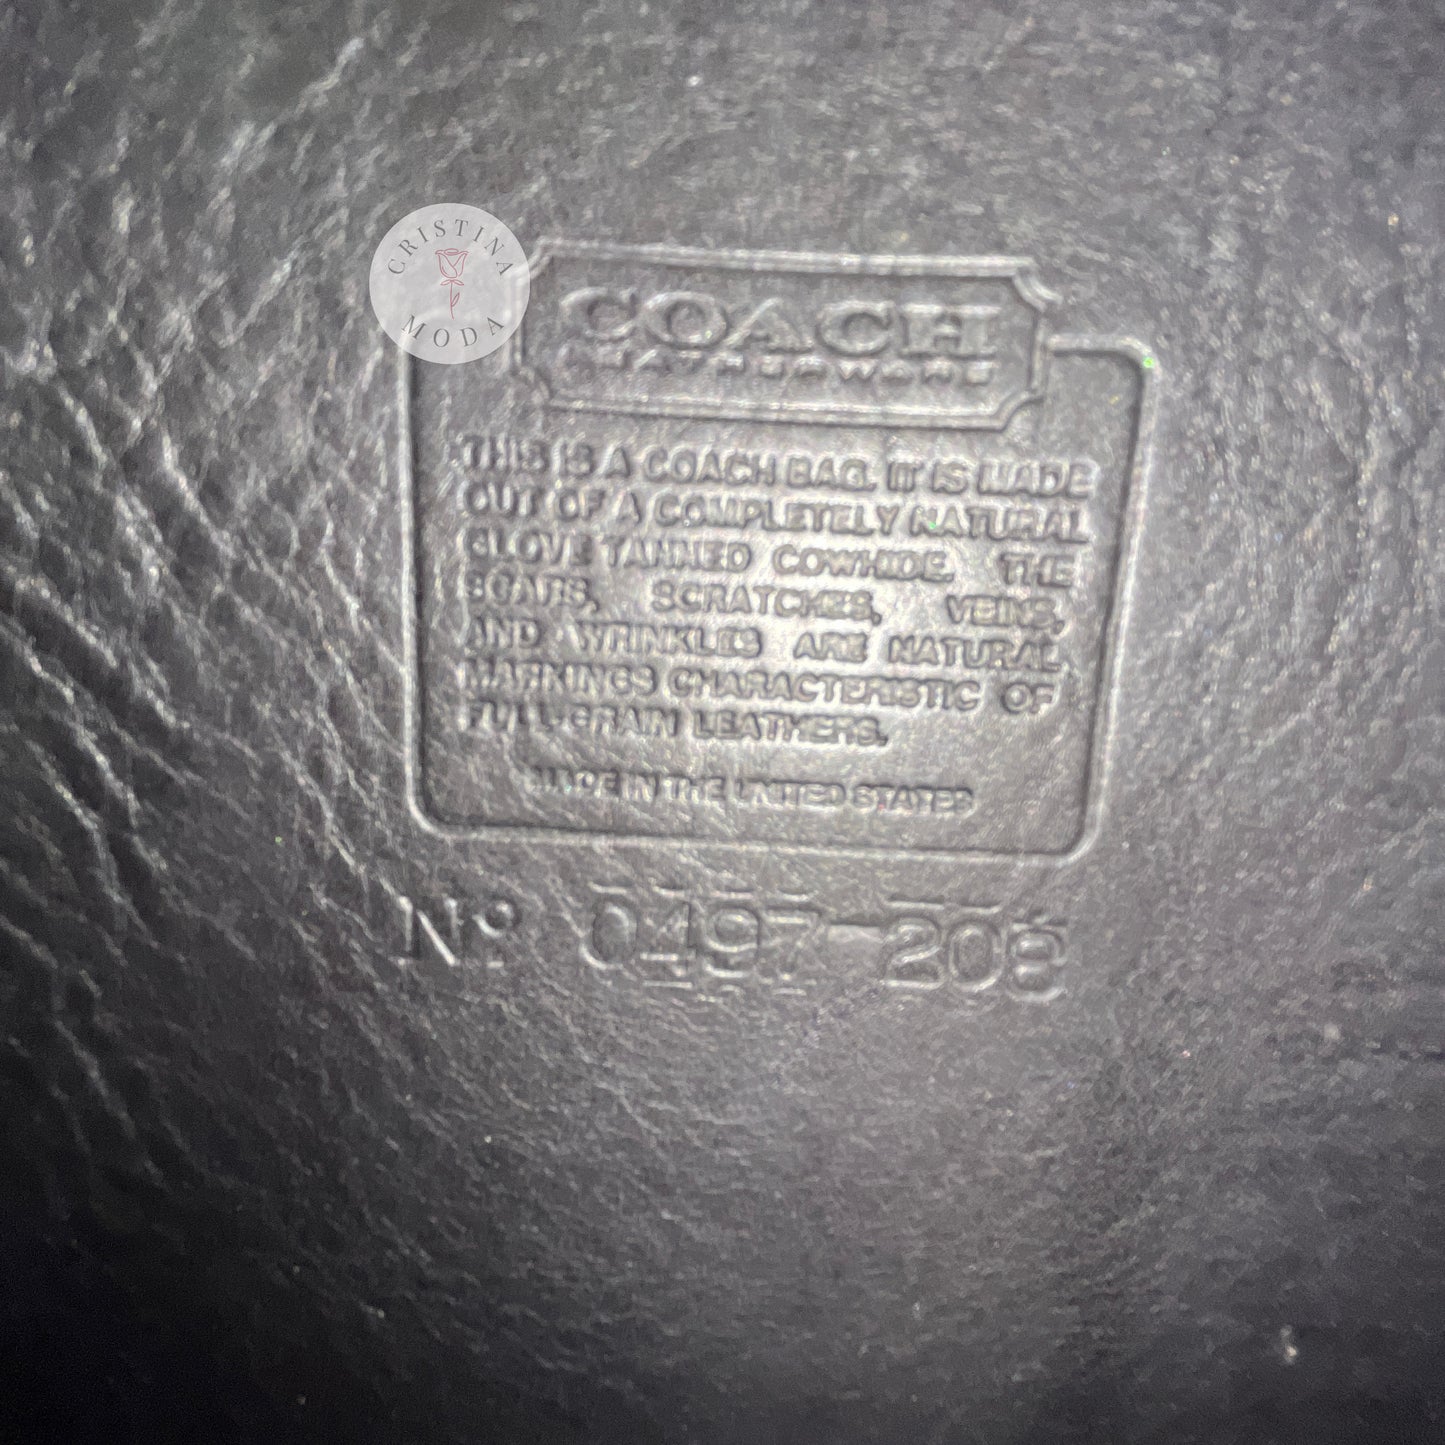 CRISTINA
MODA
COACH
LEATHERWARE
THIS IS A COACH BAG. IT IS MADE
OUT OF A COMPLETELY NATURAL
GLOVE TANNED COWHIDE. THE
SCARS, SCRATCHES, VEINS,
AND WRINKLES ARE NATURAL
MARKINGS CHARACTERISTIC OF
FULL-GRAIN LEATHERS.
MADE IN THE UNITED STATES
Nº 0497-208